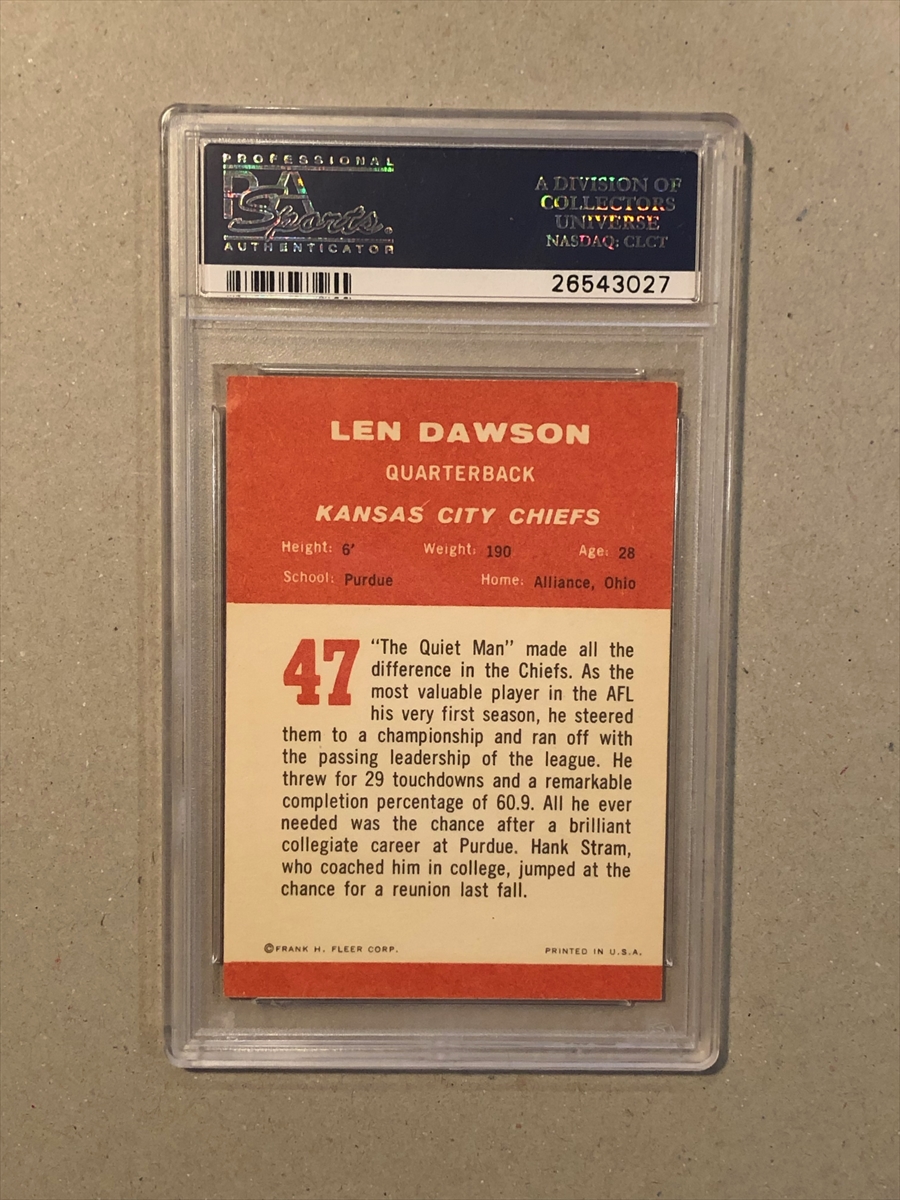 PROFESSIONAL
PSA
Sports.
AUTHENTICATOR
A DIVISION OF
COLLECTORS
UNIVERSE
NASDAQ: CLCT
26543027
LEN DAWSON
QUARTERBACK
KANSAS CITY CHIEFS
Height: 6' Weight: 190 Age: 28
School: Purdue Home: Alliance, Ohio
47 "The Quiet Man" made all the
difference in the Chiefs. As the
most valuable player in the AFL
his very first season, he steered
them to a championship and ran off with
the passing leadership of the league. He
threw for 29 touchdowns and a remarkable
completion percentage of 60.9. All he ever
needed was the chance after a brilliant
collegiate career at Purdue. Hank Stram,
who coached him in college, jumped at the
chance for a reunion last fall.
©FRANK H. FLEER CORP. PRINTED IN U.S.A.